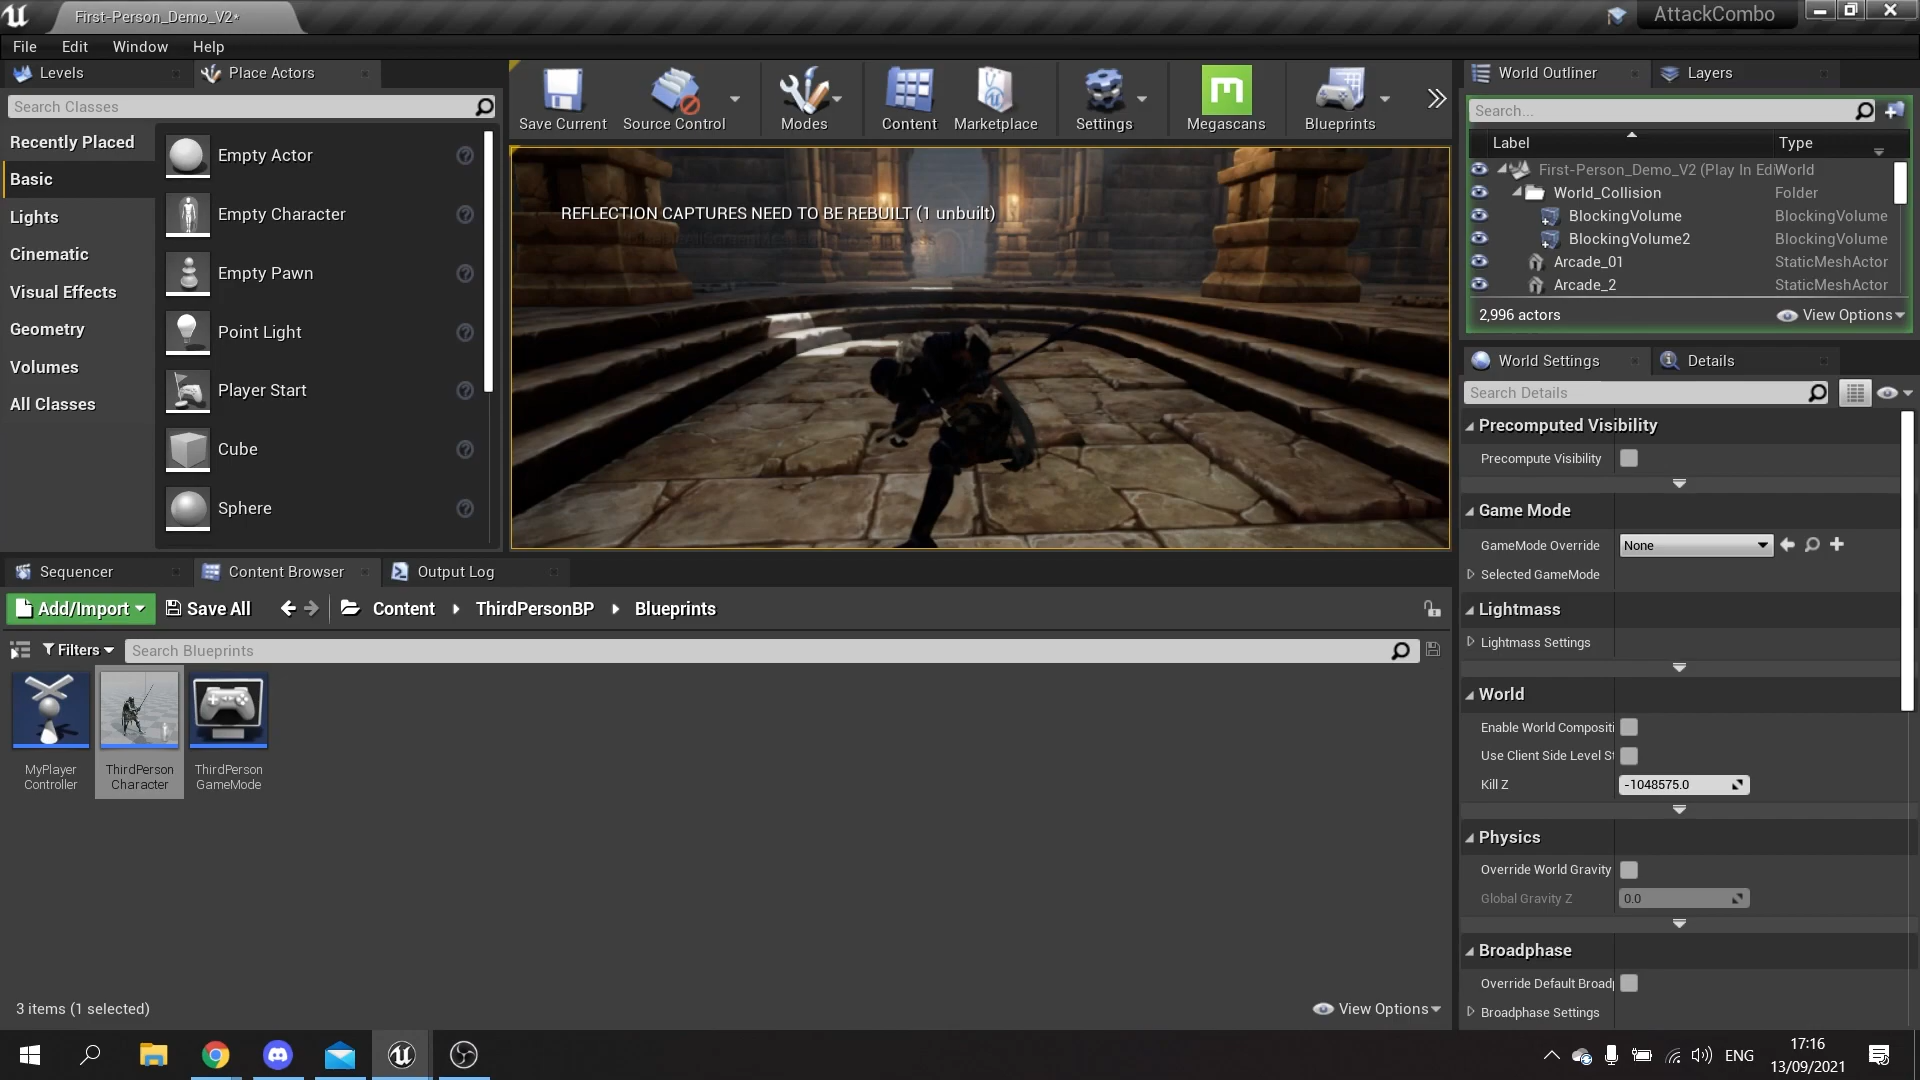 First-Person_Demo_V2*
AttackCombo
File Edit Window Help
Levels
Place Actors
Search Classes
Recently Placed
Basic
Lights
Cinematic
Visual Effects
Geometry
Volumes
All Classes
Empty Actor
Empty Character
Empty Pawn
Point Light
Player Start
Cube
Sphere
Save Current
Source Control
Modes
Content
Marketplace
Settings
Megascans
Blueprints
REFLECTION CAPTURES NEED TO BE REBUILT (1 unbuilt)
World Outliner
Layers
Search...
Label Type
First-Person_Demo_V2 (Play In Edi World
World_Collision Folder
BlockingVolume BlockingVolume
BlockingVolume2 BlockingVolume
Arcade_01 StaticMeshActor
Arcade_2 StaticMeshActor
2,996 actors
View Options
World Settings
Details
Search Details
Precomputed Visibility
Precompute Visibility
Game Mode
GameMode Override None
Selected GameMode
Lightmass
Lightmass Settings
World
Enable World Compositi
Use Client Side Level St
Kill Z -1048575.0
Physics
Override World Gravity
Global Gravity Z 0.0
Broadphase
Override Default Broadp
Broadphase Settings
Sequencer
Content Browser
Output Log
Add/Import
Save All
Content
ThirdPersonBP
Blueprints
Filters
Search Blueprints
MyPlayer
Controller
ThirdPerson
Character
ThirdPerson
GameMode
3 items (1 selected)
View Options
ENG
17:16
13/09/2021